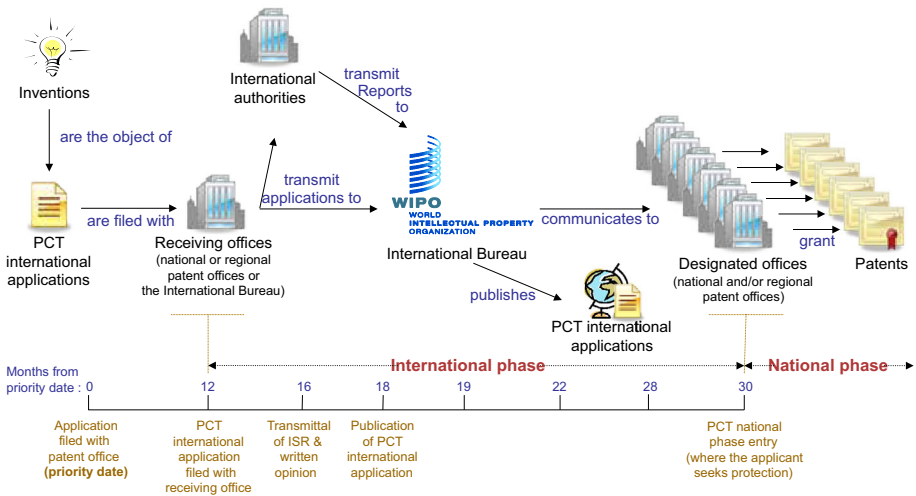 Inventions
are the object of
PCT
international
applications
are filed with
International
authorities
Receiving offices
(national or regional
patent offices or
the International Bureau)
transmit
Reports
to
transmit
applications to
WIPO
WORLD
INTELLECTUAL PROPERTY
ORGANIZATION
International Bureau
publishes
PCT international
applications
communicates to
Designated offices
(national and/or regional
patent offices)
grant
Patents
International phase
National phase
Months from
priority date : 0 12 16 18 19 22 28 30
Application
filed with
patent office
(priority date)
PCT
international
application
filed with
receiving office
Transmittal
of ISR &
written
opinion
Publication
of PCT
international
application
PCT national
phase entry
(where the applicant
seeks protection)